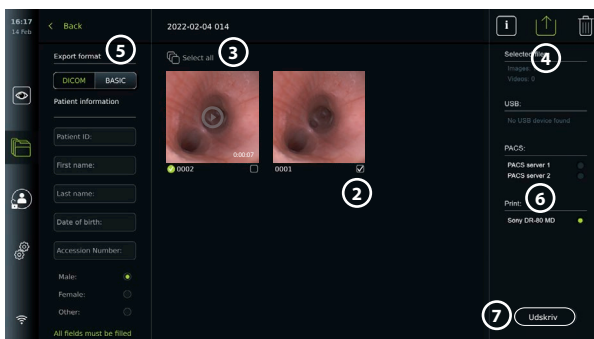 16:17
14 Feb
Back
2022-02-04 014
i
Export format
5
DICOM
BASIC
Patient information
Patient ID:
First name:
Last name:
Date of birth:
Accession Number:
Male:
Female:
Other:
All fields must be filled
Select all
3
0:00:07
0002
0001
2
Selected files:
4
Images:
Videos: 0
USB:
No USB device found
PACS:
PACS server 1
PACS server 2
Print:
6
Sony DR-80 MD
7
Udskriv